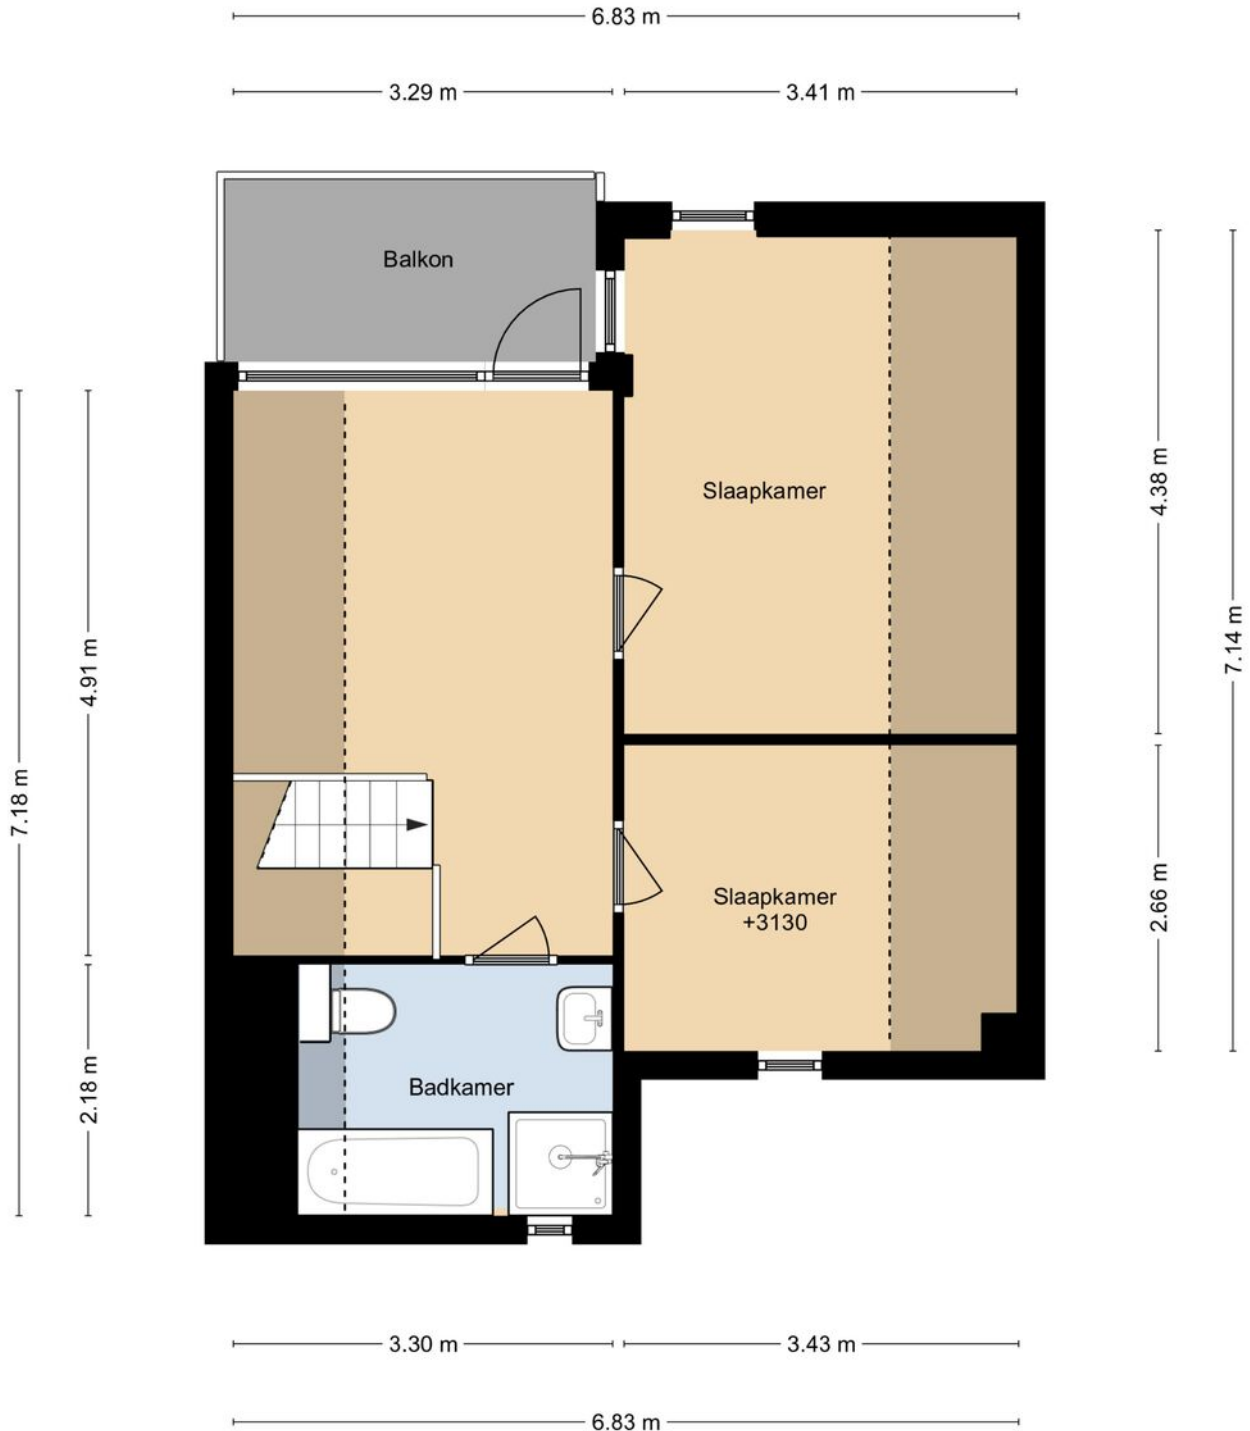 6.83 m
3.29 m
3.41 m
Balkon
Slaapkamer
4.38 m
7.14 m
4.91 m
7.18 m
Slaapkamer
+3130
2.66 m
Badkamer
2.18 m
3.30 m
3.43 m
6.83 m